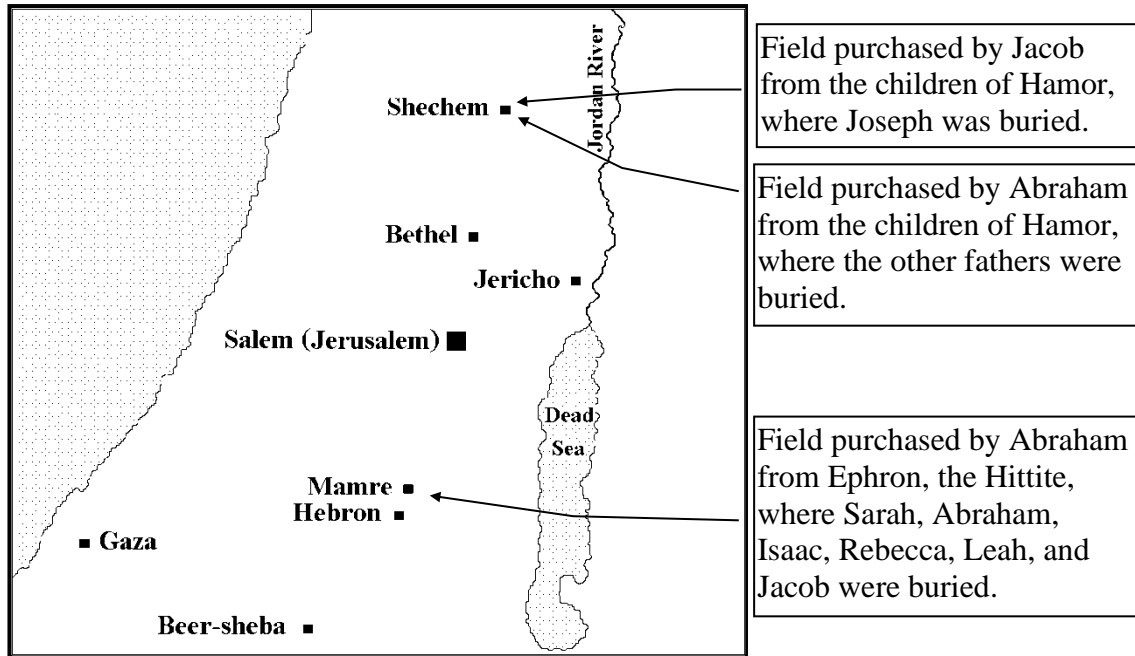 Jordan River
Shechem
Bethel
Jericho
Salem (Jerusalem)
Dead
Sea
Mamre
Hebron
Gaza
Beer-sheba
Field purchased by Jacob
from the children of Hamor,
where Joseph was buried.
Field purchased by Abraham
from the children of Hamor,
where the other fathers were
buried.
Field purchased by Abraham
from Ephron, the Hittite,
where Sarah, Abraham,
Isaac, Rebecca, Leah, and
Jacob were buried.